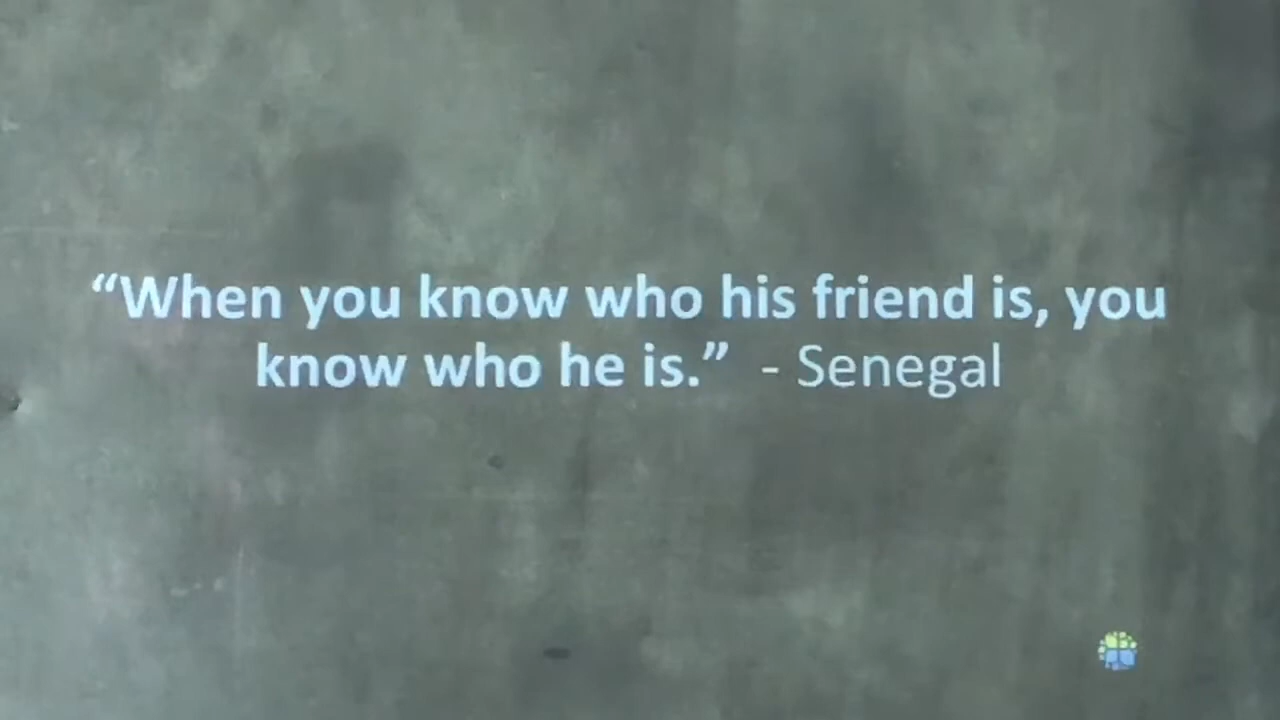 “When you know who his friend is, you
know who he is.”  - Senegal